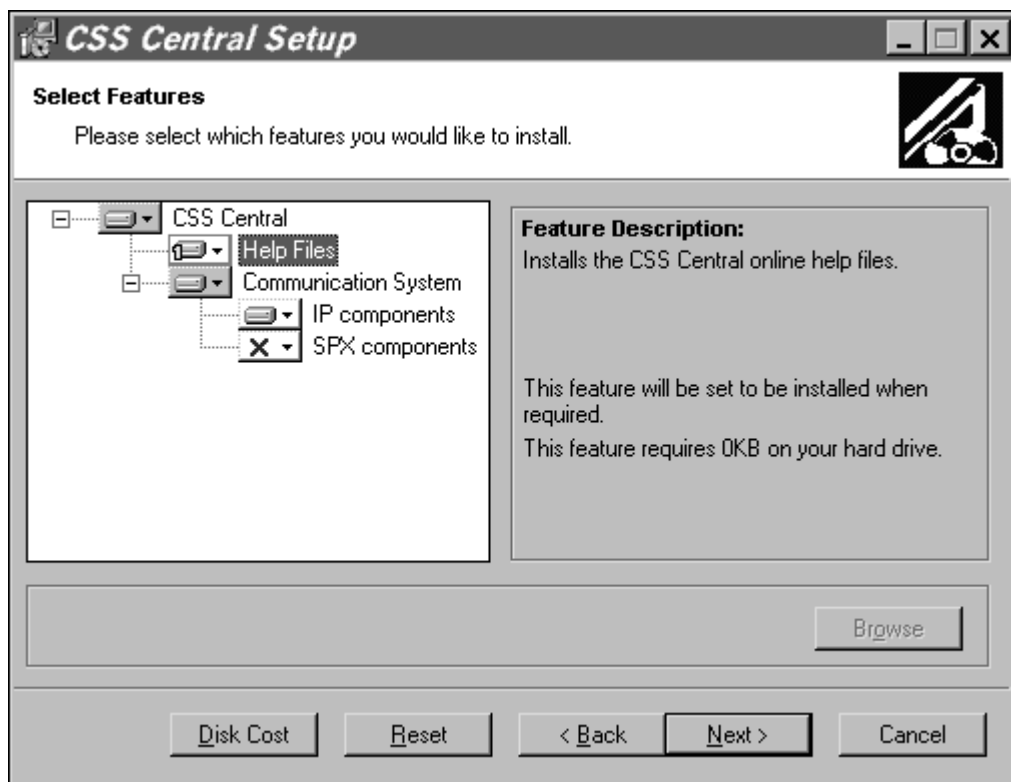 CSS Central Setup
Select Features
Please select which features you would like to install.
CSS Central
Help Files
Communication System
IP components
SPX components
Feature Description:
Installs the CSS Central online help files.
This feature will be set to be installed when
required.
This feature requires 0KB on your hard drive.
Browse
Disk Cost
Reset
< Back
Next >
Cancel